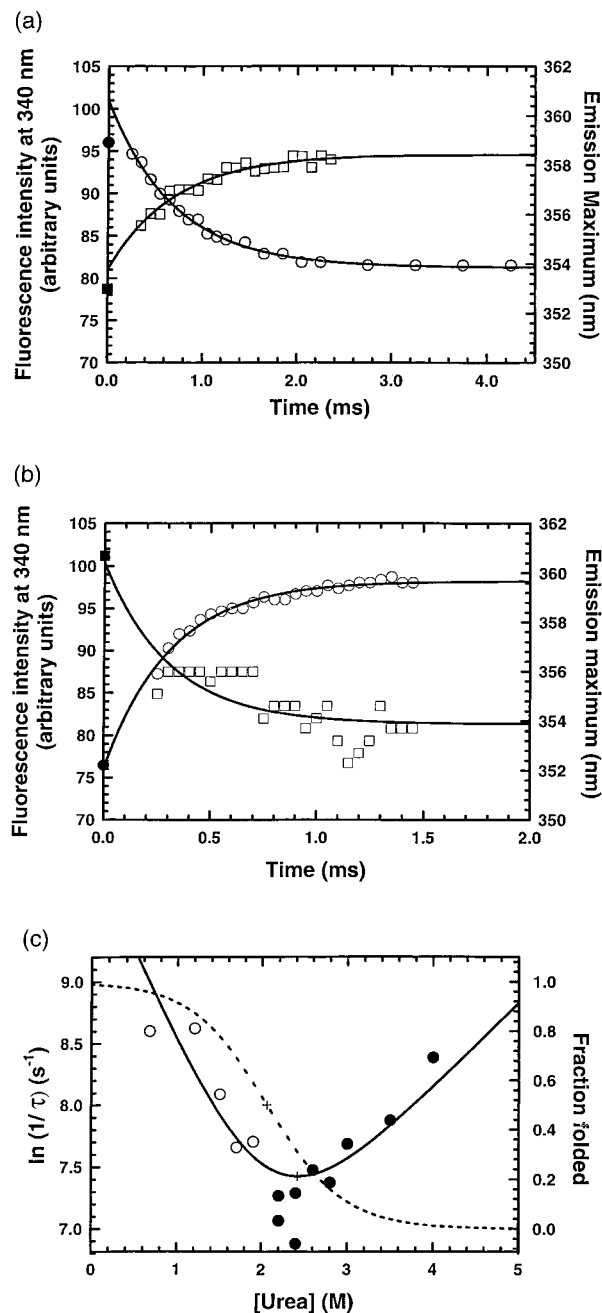 (a)
Fluorescence intensity at 340 nm
(arbitrary units)
105
100
95
90
85
80
75
70
362
360
358
356
354
352
350
Emission Maximum (nm)
0.0 1.0 2.0 3.0 4.0
Time (ms)
(b)
Fluorescence intensity at 340 nm
(arbitrary units)
105
100
95
90
85
80
75
70
362
360
358
356
354
352
350
Emission maximum (nm)
0.0 0.5 1.0 1.5 2.0
Time (ms)
(c)
ln (1/ τ) (s⁻¹)
9.0
8.5
8.0
7.5
7.0
1.0
0.8
0.6
0.4
0.2
0.0
Fraction folded
0 1 2 3 4 5
[Urea] (M)